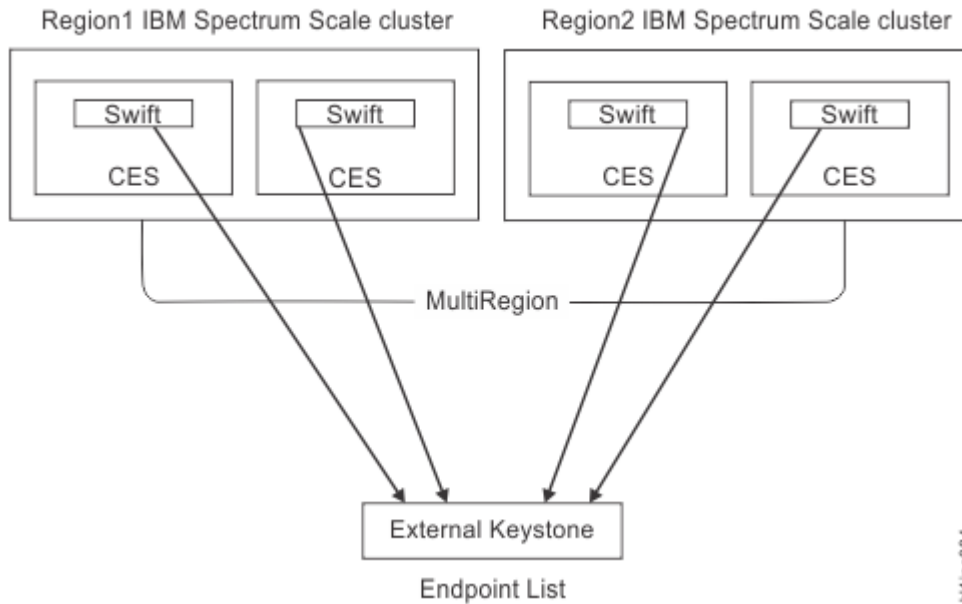 Region1 IBM Spectrum Scale cluster
Region2 IBM Spectrum Scale cluster
Swift
CES
Swift
CES
Swift
CES
Swift
CES
MultiRegion
External Keystone
Endpoint List